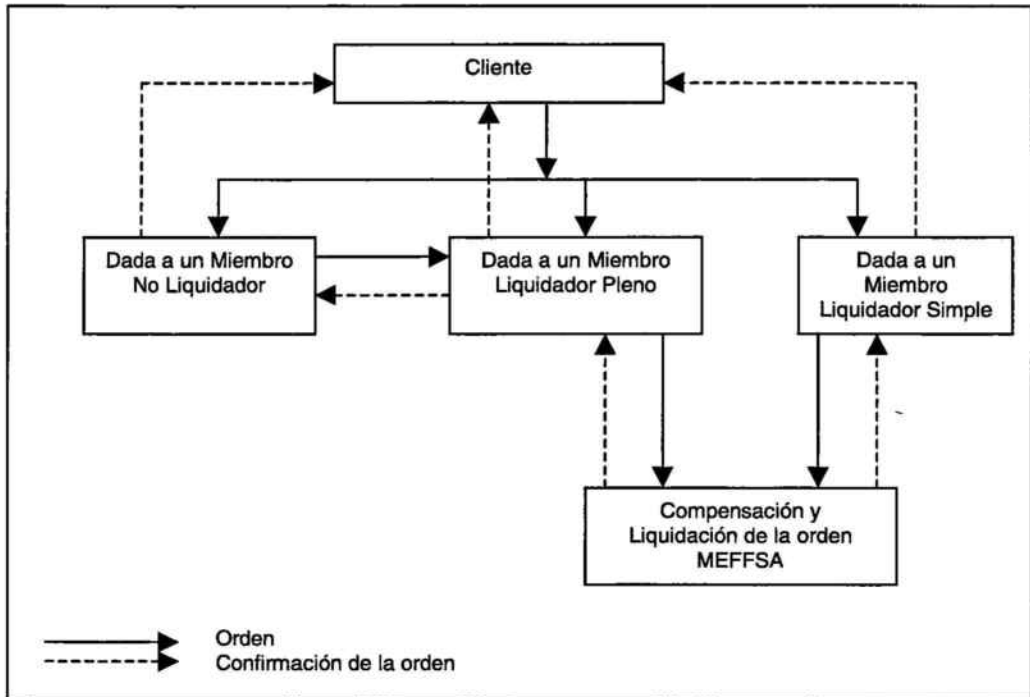 Cliente
Dada a un Miembro
No Liquidador
Dada a un Miembro
Liquidador Pleno
Dada a un
Miembro
Liquidador Simple
Compensación y
Liquidación de la orden
MEFFSA
Orden
Confirmación de la orden